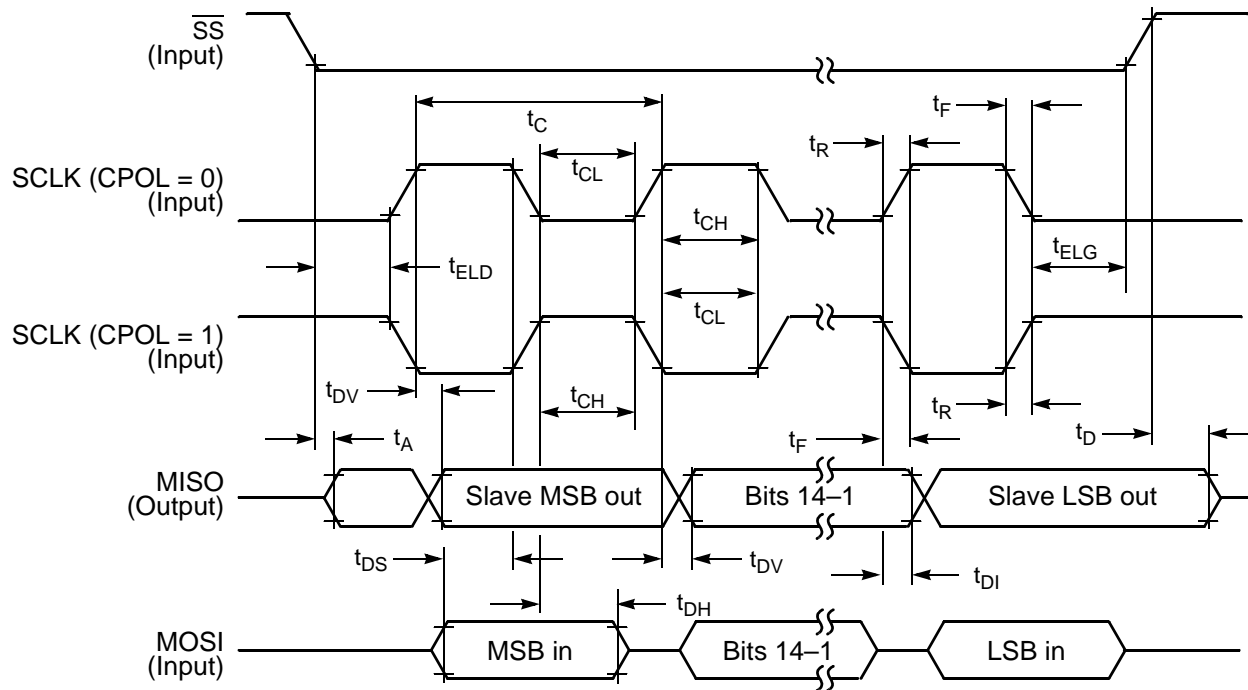 SS
(Input)
tC
tF
tR
SCLK (CPOL = 0)
(Input)
tCL
tCH
tELD
tELG
tCL
SCLK (CPOL = 1)
(Input)
tDV
tCH
tR
tA
tF
tD
MISO
(Output)
Slave MSB out
Bits 14–1
Slave LSB out
tDS
tDV
tDI
tDH
MOSI
(Input)
MSB in
Bits 14–1
LSB in